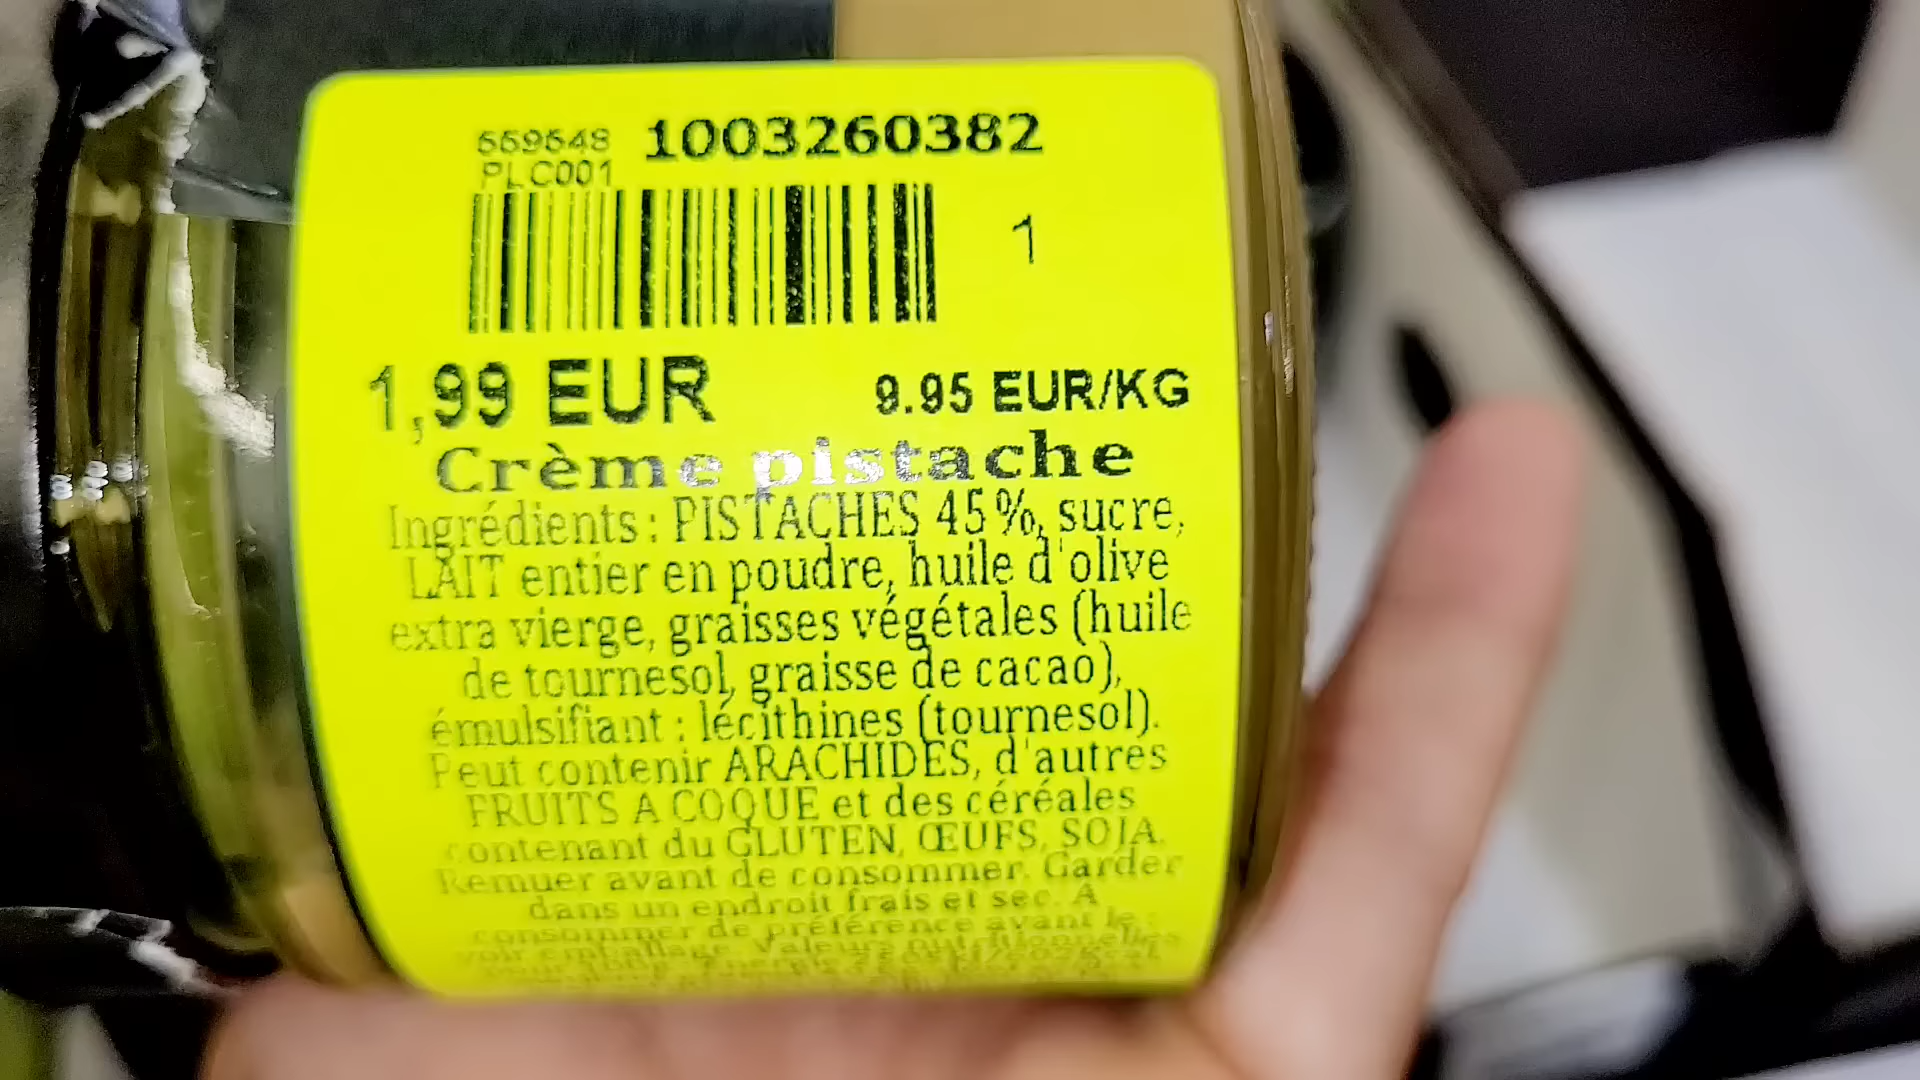 559548 1003260382
PLC001
1
1,99 EUR 9.95 EUR/KG
Crème pistache
Ingrédients : PISTACHES 45 %, sucre,
LAIT entier en poudre, huile d'olive
extra vierge, graisses végétales (huile
de tournesol, graisse de cacao),
émulsifiant : lécithines (tournesol).
Peut contenir ARACHIDES, d'autres
FRUITS A COQUE et des céréales
contenant du GLUTEN, ŒUFS, SOJA.
Remuer avant de consommer. Garder
dans un endroit frais et sec. A
consommer de préférence avant le :
voir emballage. Valeurs nutritionnelles